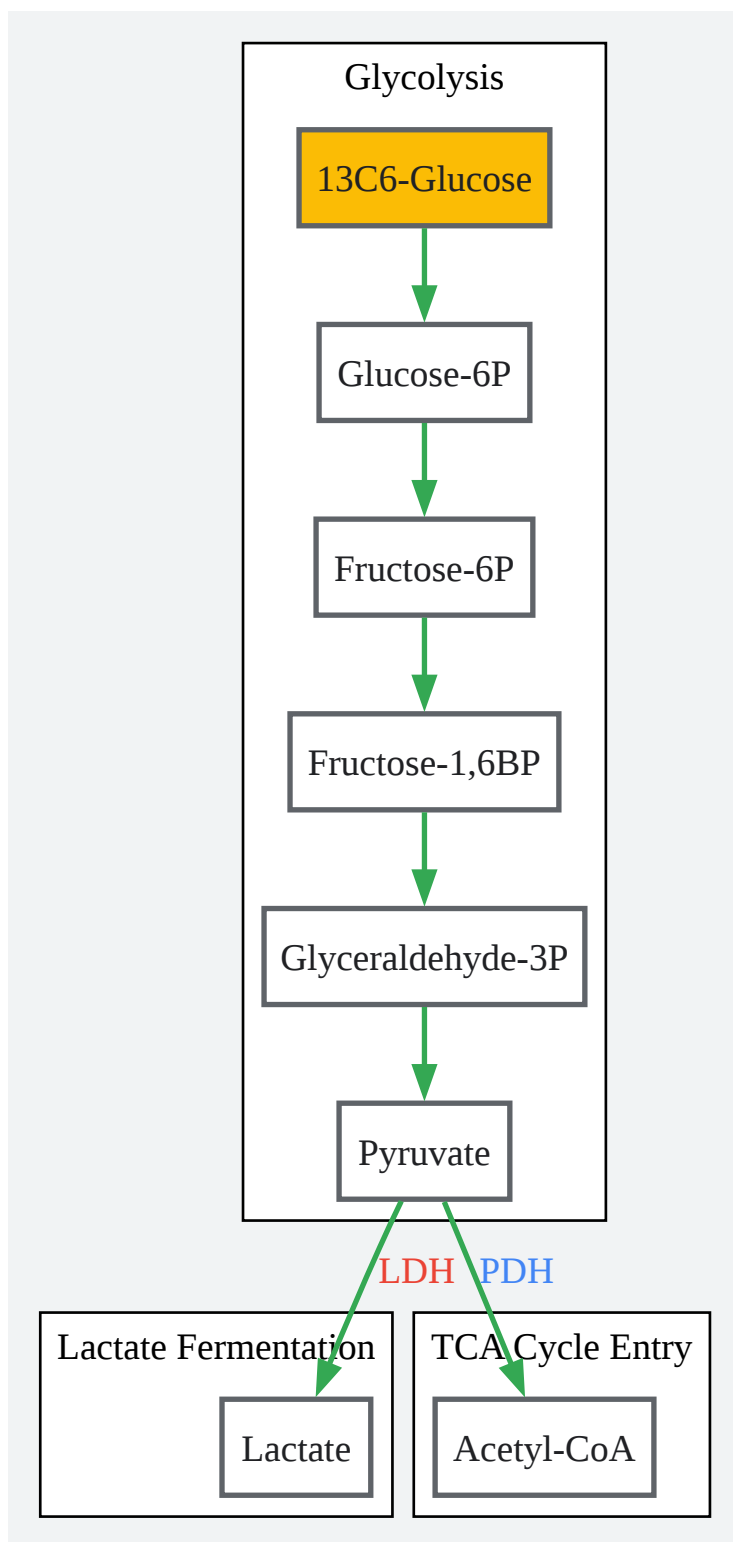 Glycolysis
13C6-Glucose
Glucose-6P
Fructose-6P
Fructose-1,6BP
Glyceraldehyde-3P
Pyruvate
LDH
PDH
Lactate Fermentation
TCA Cycle Entry
Lactate
Acetyl-CoA